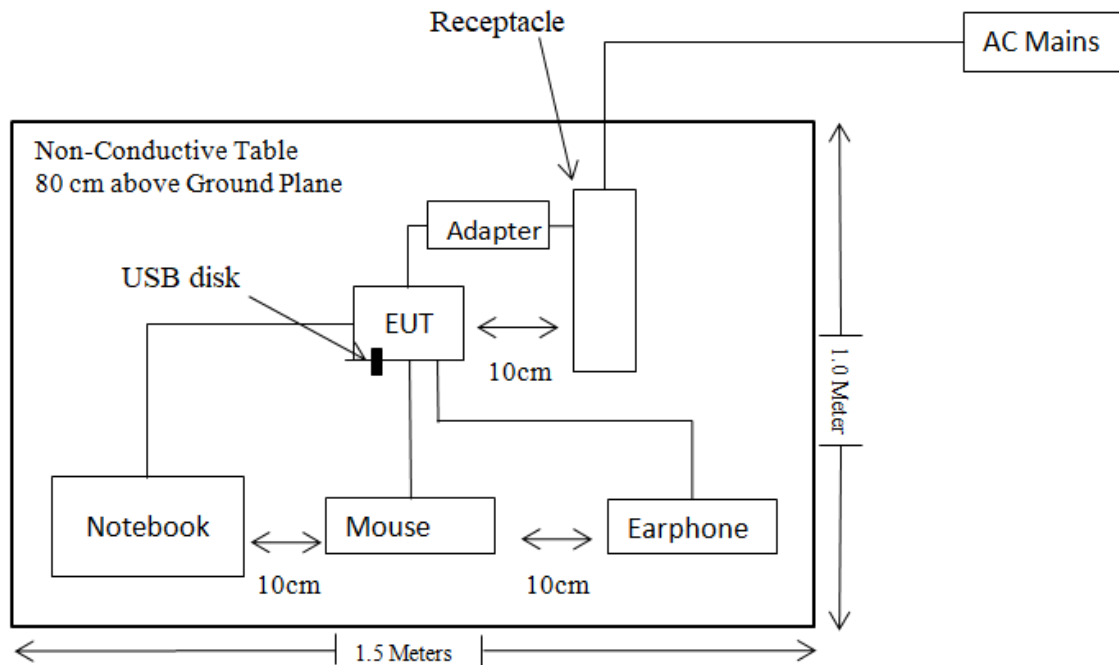 Receptacle
AC Mains
Non-Conductive Table
80 cm above Ground Plane
Adapter
USB disk
EUT
10cm
1.0 Meter
Notebook
Mouse
Earphone
10cm
10cm
1.5 Meters